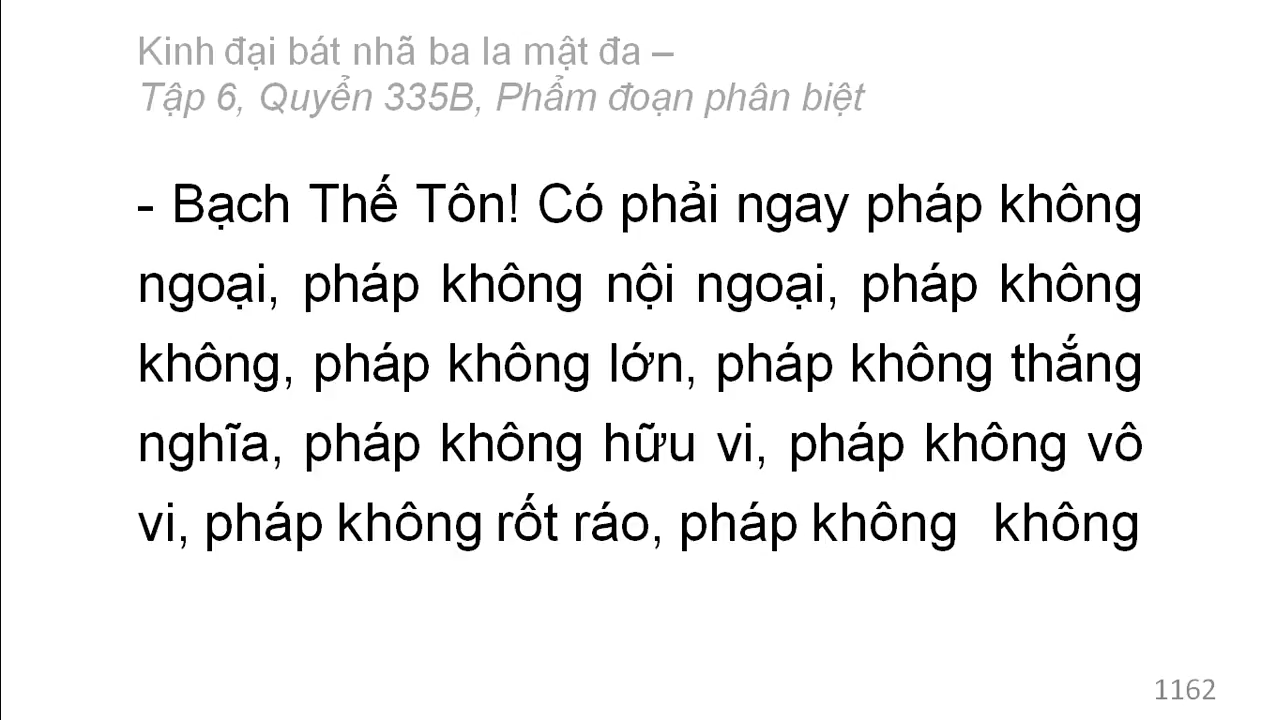 Kinh đại bát nhã ba la mật đa –
Tập 6, Quyển 335B, Phẩm đoạn phân biệt
- Bạch Thế Tôn! Có phải ngay pháp không
ngoại, pháp không nội ngoại, pháp không
không, pháp không lớn, pháp không thắng
nghĩa, pháp không hữu vi, pháp không vô
vi, pháp không rốt ráo, pháp không không
1162